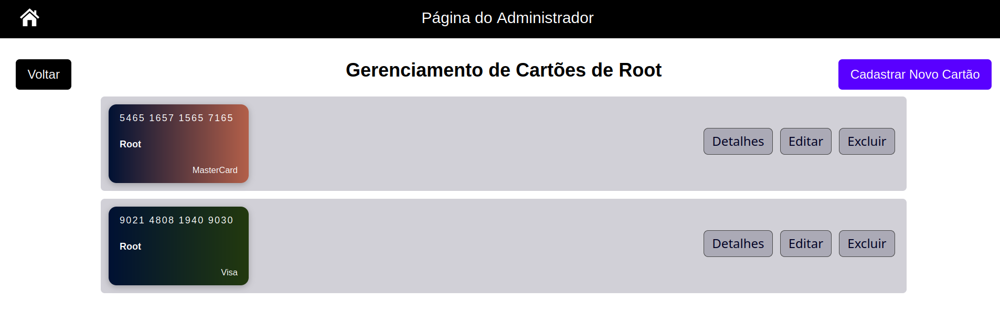 Página do Administrador
Voltar
Gerenciamento de Cartões de Root
Cadastrar Novo Cartão
5465 1657 1565 7165
Root
MasterCard
Detalhes Editar Excluir
9021 4808 1940 9030
Root
Visa
Detalhes Editar Excluir